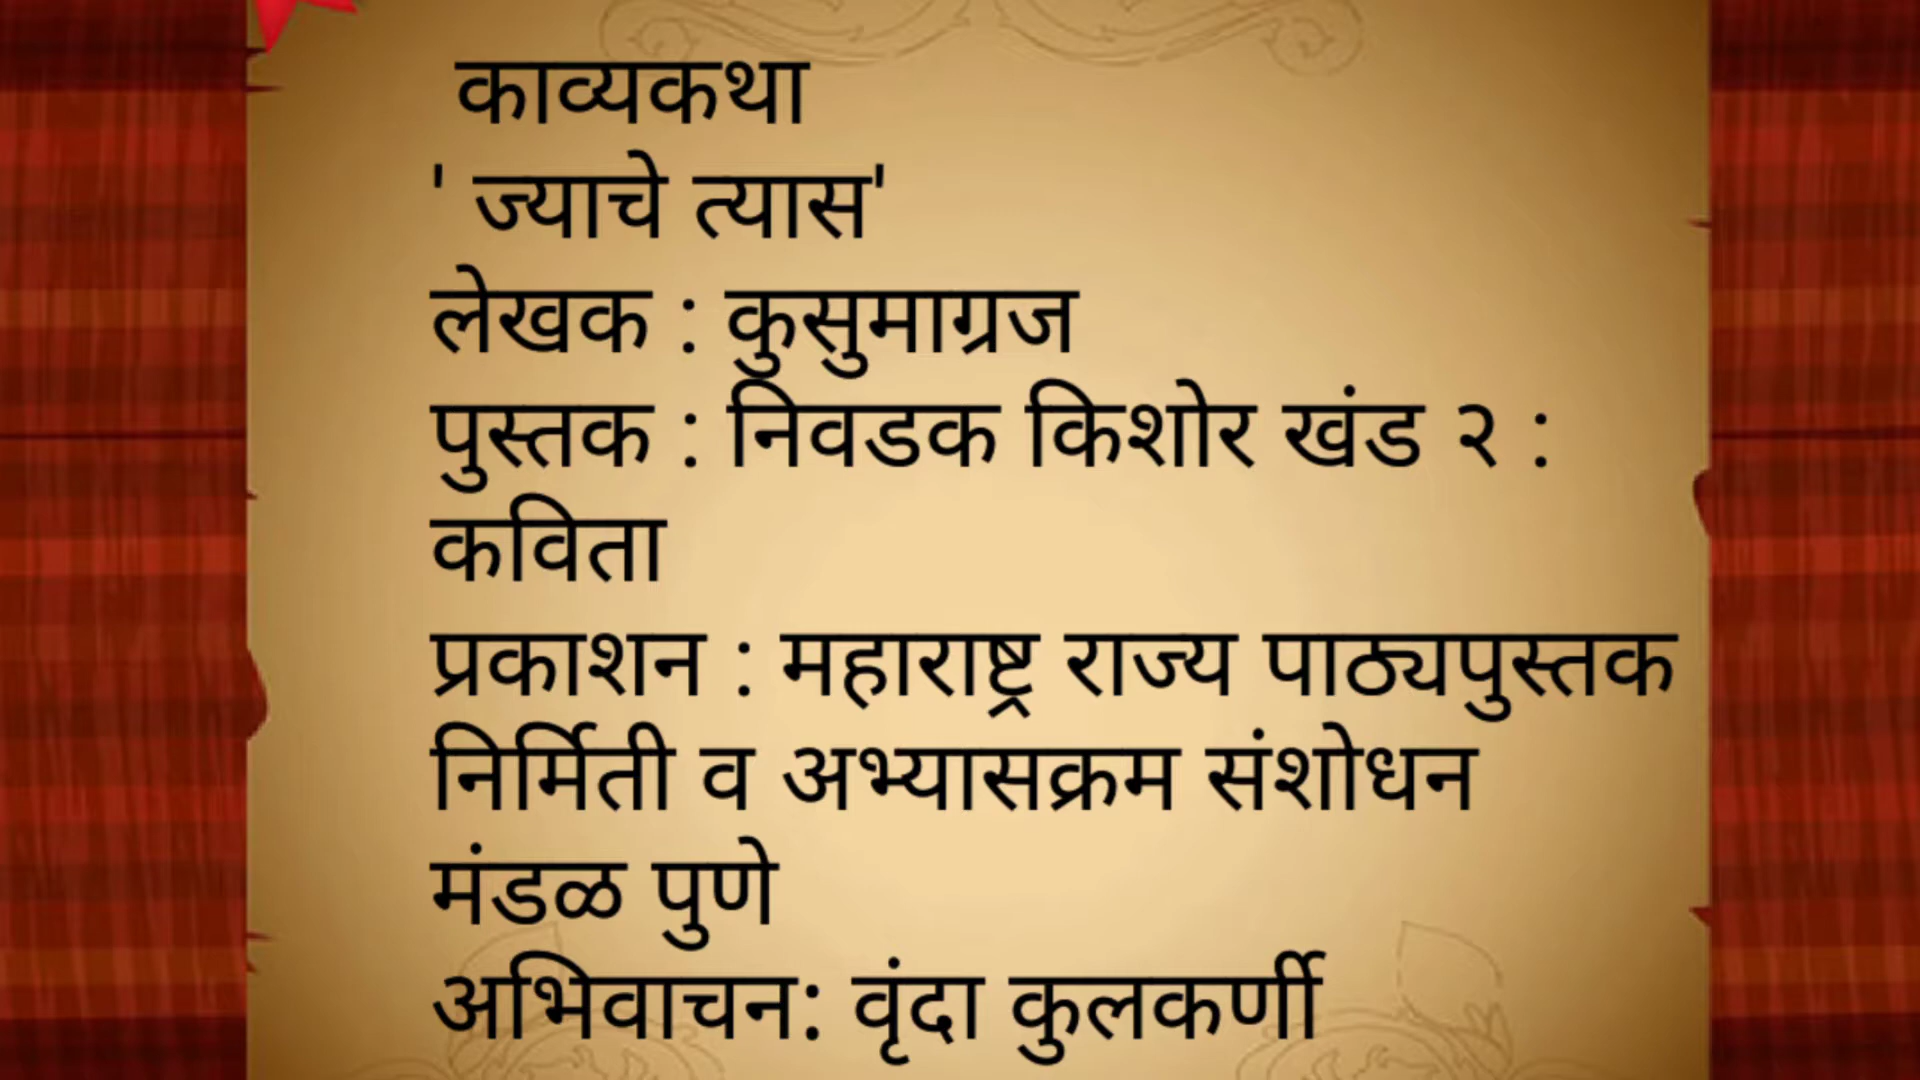 काव्यकथा
' ज्याचे त्यास'
लेखक : कुसुमाग्रज
पुस्तक : निवडक किशोर खंड २ :
कविता
प्रकाशन : महाराष्ट्र राज्य पाठ्यपुस्तक
निर्मिती व अभ्यासक्रम संशोधन
मंडळ पुणे
अभिवाचन: वृंदा कुलकर्णी